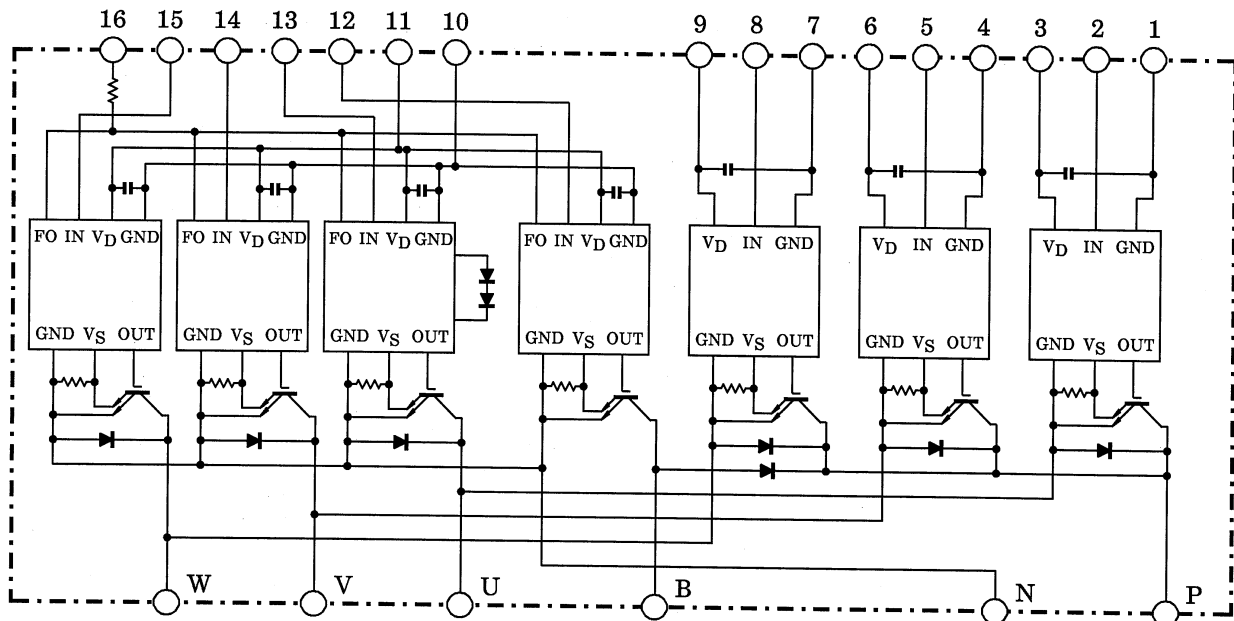 16 15 14 13 12 11 10 9 8 7 6 5 4 3 2 1
FO IN VD GND FO IN VD GND FO IN VD GND FO IN VD GND VD IN GND VD IN GND VD IN GND
GND VS OUT GND VS OUT GND VS OUT GND VS OUT GND VS OUT GND VS OUT GND VS OUT
W V U B N P